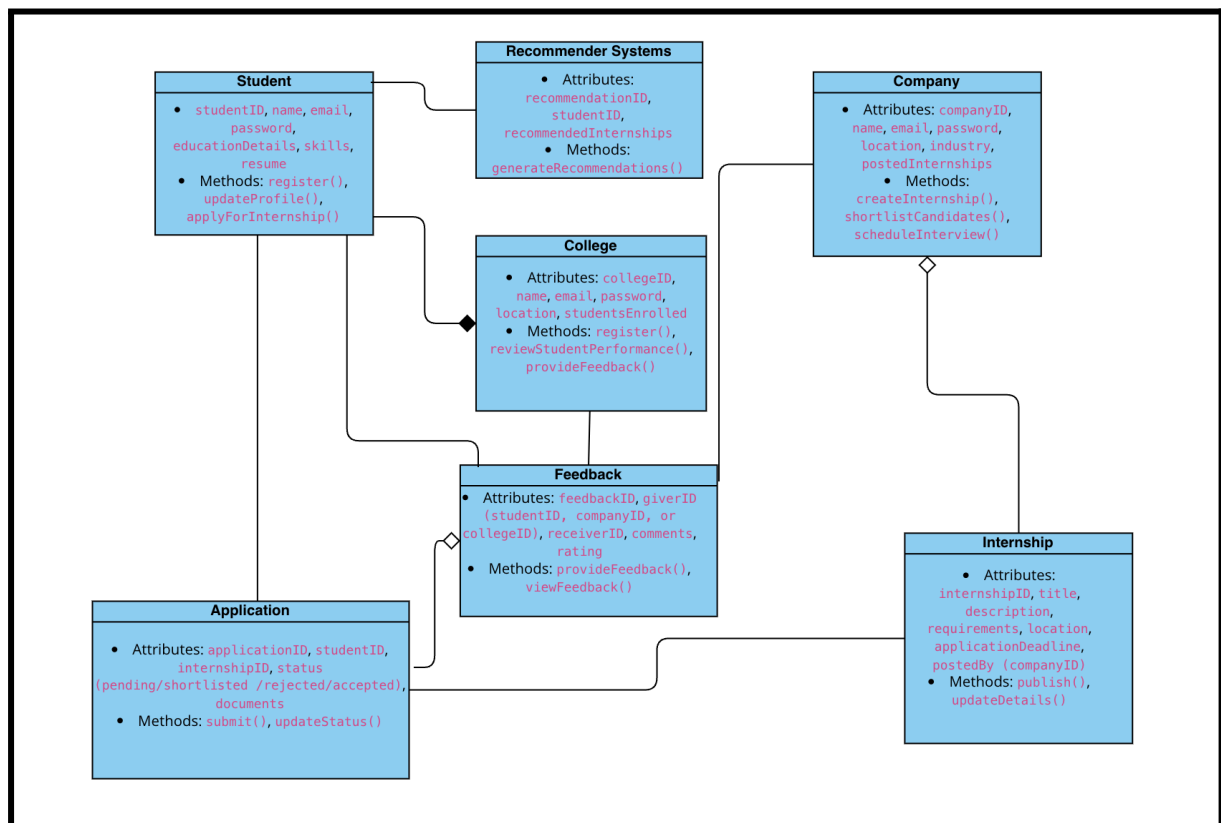 Student
• studentID, name, email,
password,
educationDetails, skills,
resume
• Methods: register(),
updateProfile(),
applyForInternship()
Recommender Systems
• Attributes:
recommendationID,
studentID,
recommendedInternships
• Methods:
generateRecommendations()
Company
• Attributes: companyID,
name, email, password,
location, industry,
postedInternships
• Methods:
createInternship(),
shortlistCandidates(),
scheduleInterview()
College
• Attributes: collegeID,
name, email, password,
location, studentsEnrolled
• Methods: register(),
reviewStudentPerformance(),
provideFeedback()
Feedback
• Attributes: feedbackID, giverID
(studentID, companyID, or
collegeID), receiverID, comments,
rating
• Methods: provideFeedback(),
viewFeedback()
Internship
• Attributes:
internshipID, title,
description,
requirements, location,
applicationDeadline,
postedBy (companyID)
• Methods: publish(),
updateDetails()
Application
• Attributes: applicationID, studentID,
internshipID, status
(pending/shortlisted /rejected/accepted),
documents
• Methods: submit(), updateStatus()